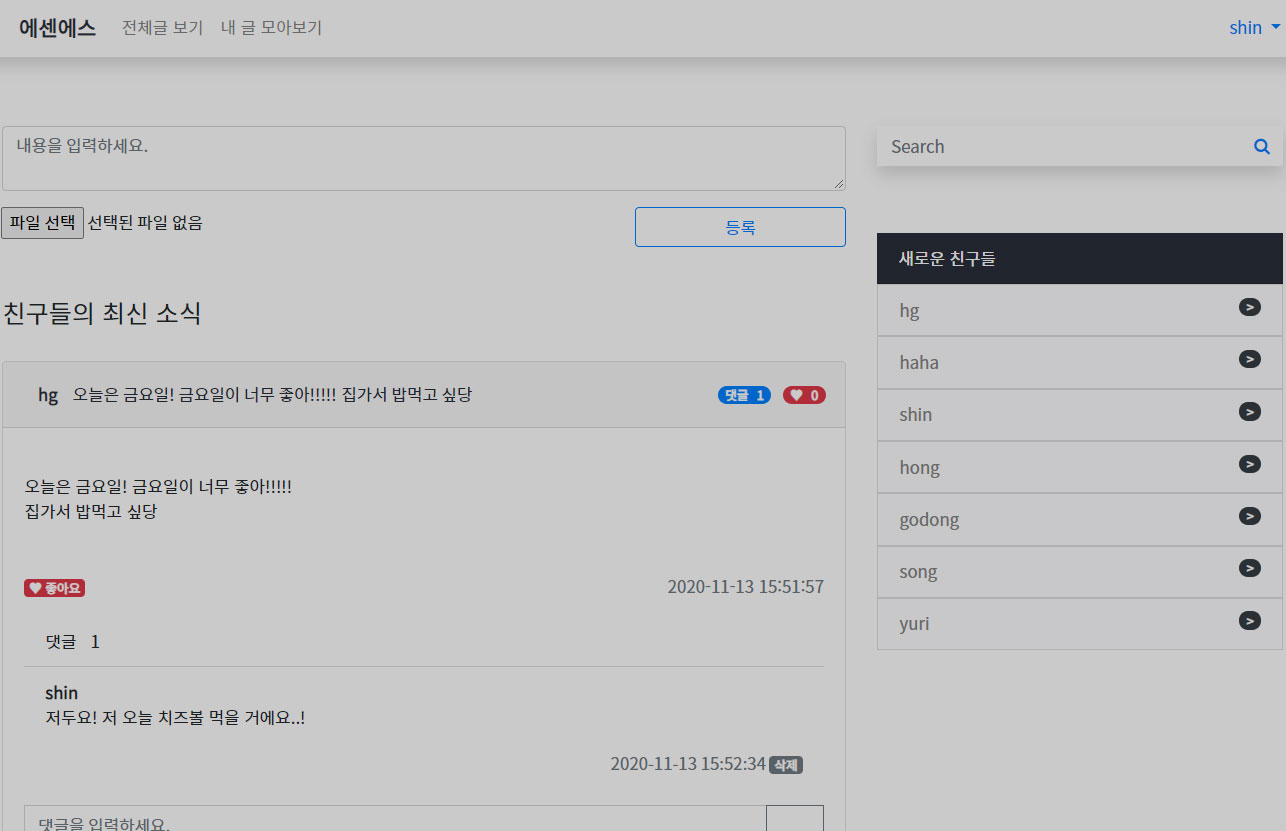 에센에스 전체글 보기 내 글 모아보기 shin
내용을 입력하세요.
파일 선택 선택된 파일 없음 등록
친구들의 최신 소식
hg 오늘은 금요일! 금요일이 너무 좋아!!!!! 집가서 밥먹고 싶당 댓글 1 0
오늘은 금요일! 금요일이 너무 좋아!!!!!
집가서 밥먹고 싶당
좋아요 2020-11-13 15:51:57
댓글 1
shin
저두요! 저 오늘 치즈볼 먹을 거에요..!
2020-11-13 15:52:34 삭제
댓글을 입력하세요.
Search
새로운 친구들
hg >
haha >
shin >
hong >
godong >
song >
yuri >